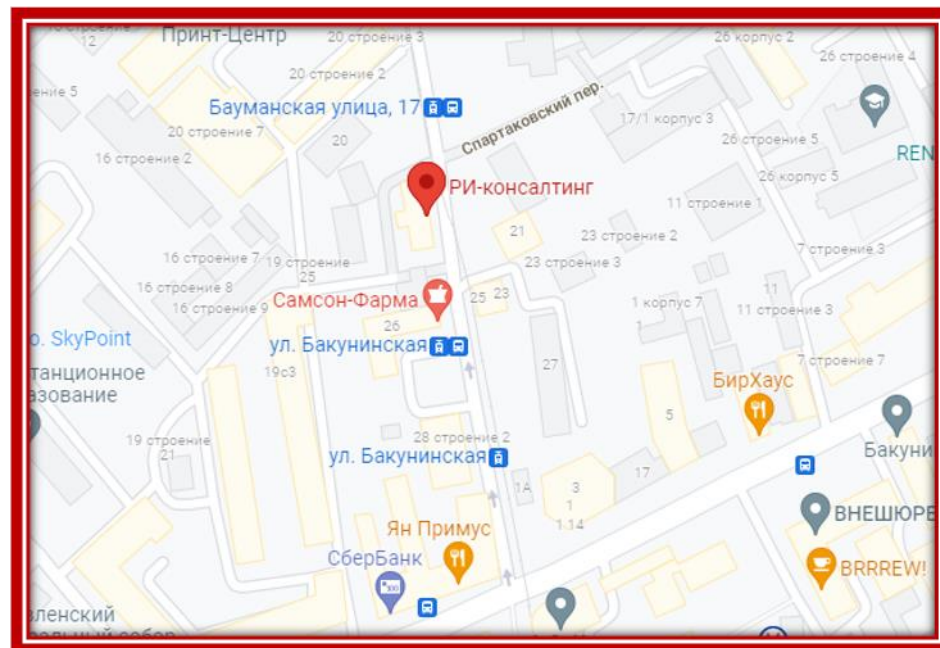 12
Принт-Центр
20 строение 3
26 корпус 2
26 строение 4
20 строение 2
Бауманская улица, 17
Спартаковский пер.
17/1 корпус 3
20 строение 7
20
16 строение 2
26 строение 5
REN
26 корпус 5
РИ-консалтинг
11 строение 1
21
23 строение 2
7 строение 3
16 строение 7
19 строение
25
23 строение 3
16 строение 8
16 строение 9
Самсон-Фарма
25
23
1 корпус 7
1
11
11 строение 3
26
о. SkyPoint
ул. Бакунинская
танционное
азование
19с3
27
7 строение 7
БирХаус
5
19 строение
21
28 строение 2
ул. Бакунинская
Бакуни
17
1А
3
1
1 14
ВНЕШЮРЕ
Ян Примус
СберБанк
BRRREW!
вленский